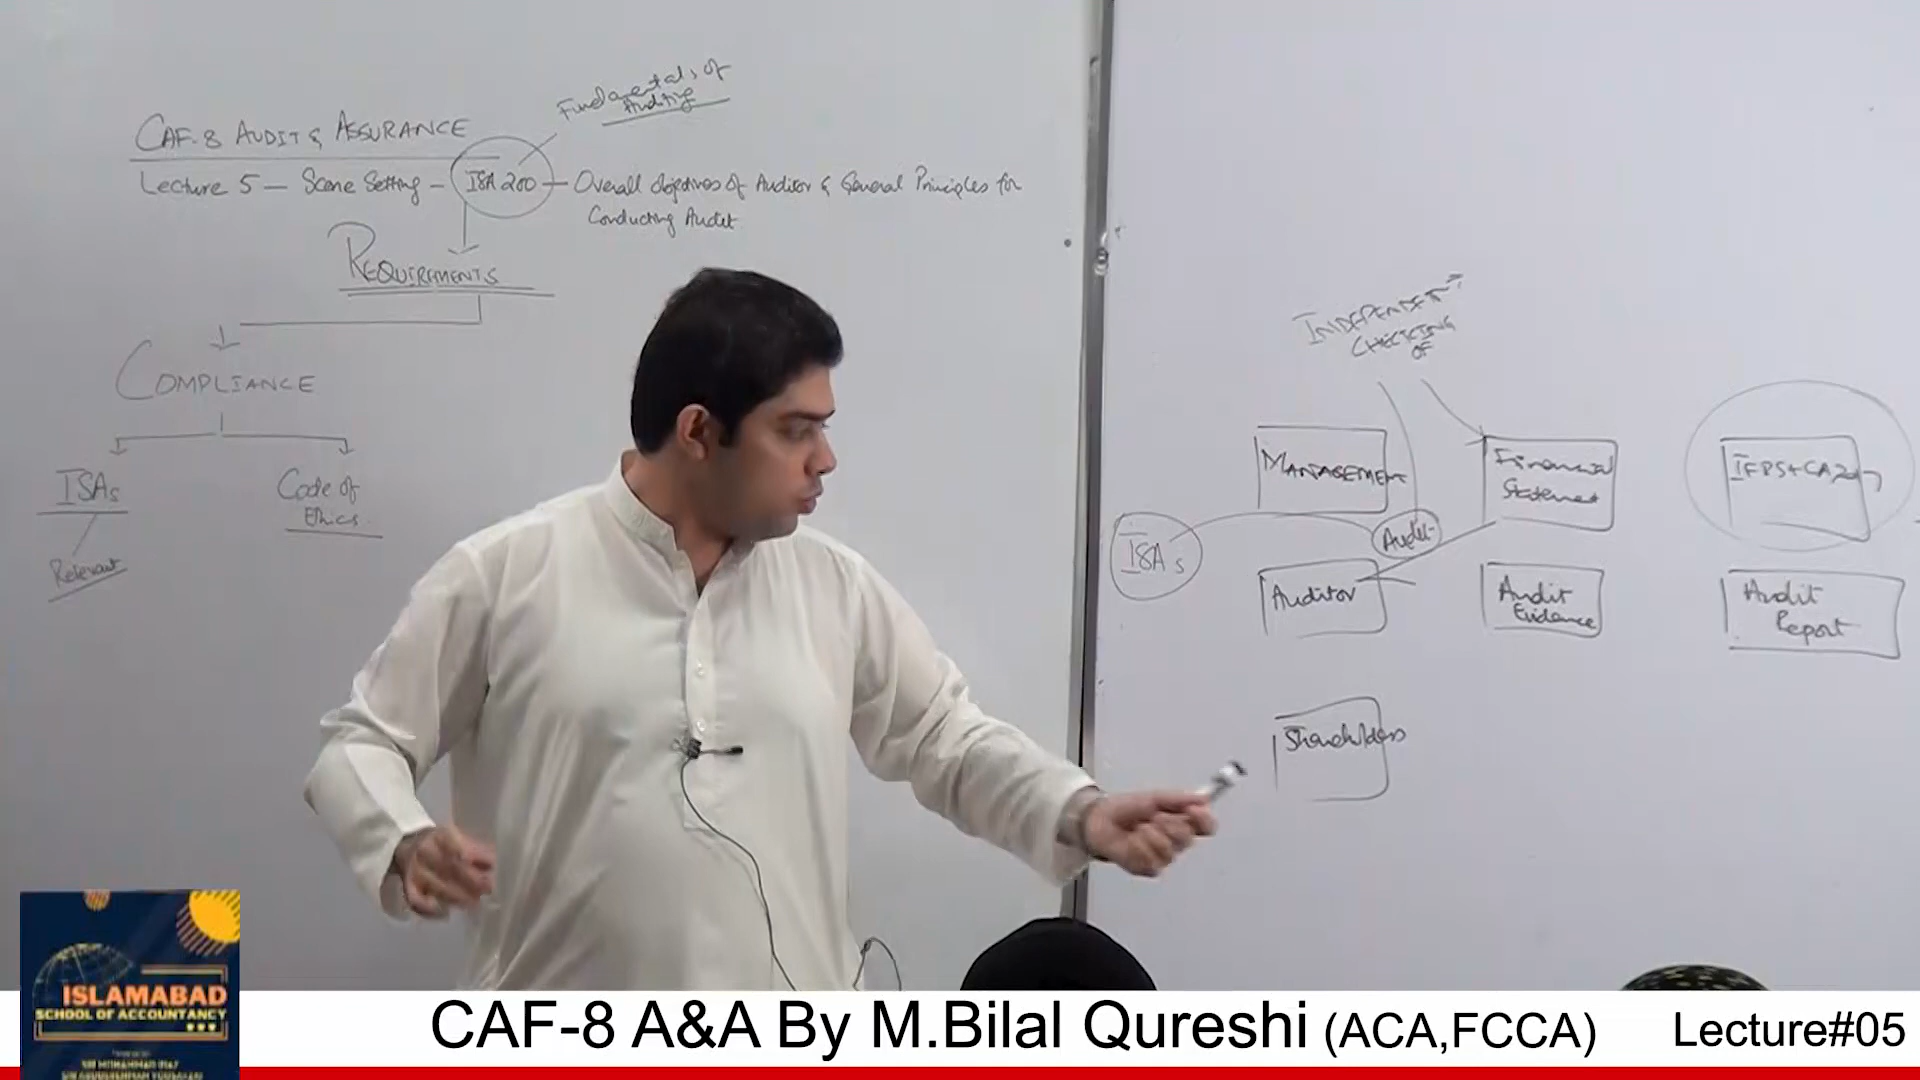 Fundamentals of
Auditing
CAF-8 AUDIT & ASSURANCE
Lecture 5 — Scene Setting — ISA 200 — Overall Objectives of Auditor & General Principles for
Conducting Audit
REQUIREMENTS
COMPLIANCE
ISAs
Code of
Ethics
Relevant
INDEPENDENT
CHECKING
OF
MANAGEMENT
Financial
Statement
IFRS+CA2017
ISAs
Audit
Auditor
Audit
Evidence
Audit
Report
Shareholders
ISLAMABAD
SCHOOL OF ACCOUNTANCY
CAF-8 A&A By M.Bilal Qureshi (ACA,FCCA)
Lecture#05